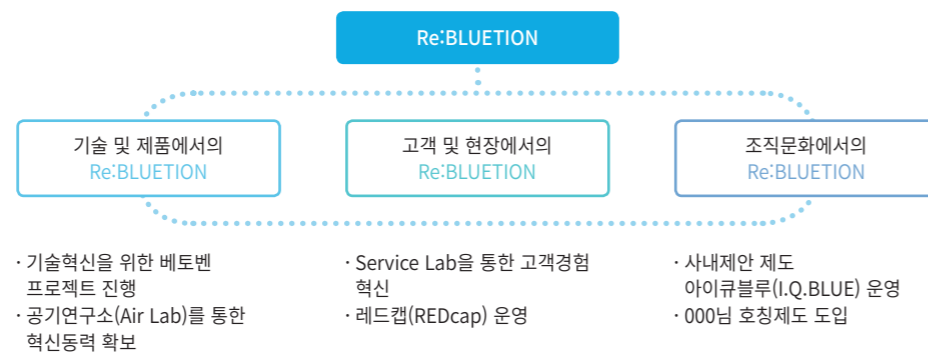 Re:BLUETION
기술 및 제품에서의
Re:BLUETION
고객 및 현장에서의
Re:BLUETION
조직문화에서의
Re:BLUETION
· 기술혁신을 위한 베토벤
프로젝트 진행
· 공기연구소(Air Lab)를 통한
혁신동력 확보
· Service Lab을 통한 고객경험
혁신
· 레드캡(REDcap) 운영
· 사내제안 제도
아이큐블루(I.Q.BLUE) 운영
· 000님 호칭제도 도입